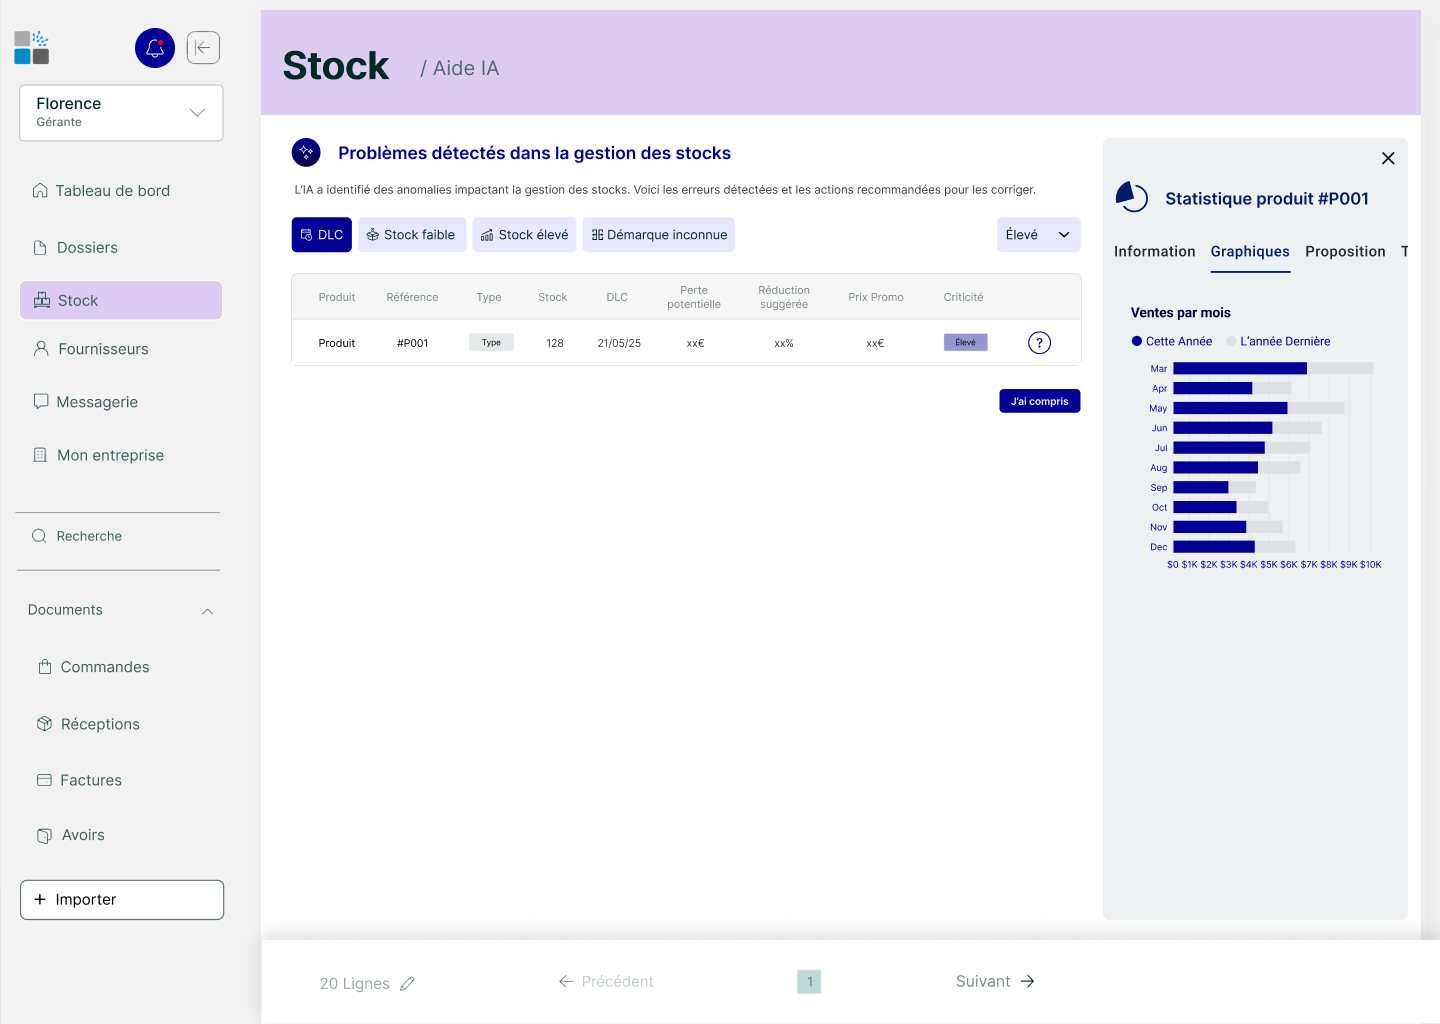 Florence
Gérante
Tableau de bord
Dossiers
Stock
Fournisseurs
Messagerie
Mon entreprise
Recherche
Documents
Commandes
Réceptions
Factures
Avoirs
+ Importer
Stock / Aide IA
Problèmes détectés dans la gestion des stocks
L'IA a identifié des anomalies impactant la gestion des stocks. Voici les erreurs détectées et les actions recommandées pour les corriger.
DLC Stock faible Stock élevé Démarque inconnue Élevé
Produit Référence Type Stock DLC Perte potentielle Réduction suggérée Prix Promo Criticité
Produit #P001 Type 128 21/05/25 xx€ xx% xx€ Élevé ?
J'ai compris
Statistique produit #P001
Information Graphiques Proposition T
Ventes par mois
Cette Année L'année Dernière
Mar
Apr
May
Jun
Jul
Aug
Sep
Oct
Nov
Dec
$0 $1K $2K $3K $4K $5K $6K $7K $8K $9K $10K
20 Lignes Précédent 1 Suivant